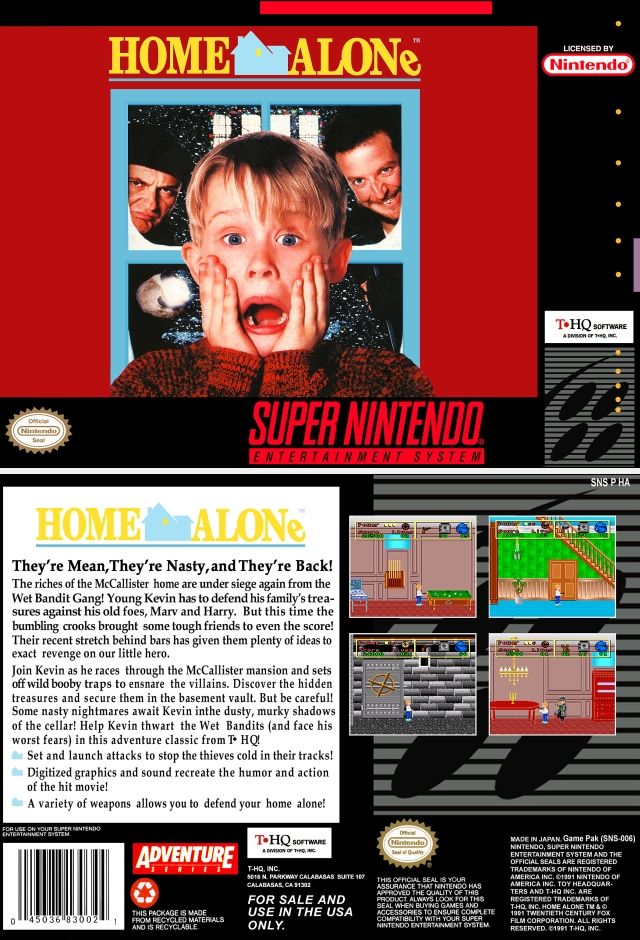 HOME ALONe ™
LICENSED BY
Nintendo®
T•HQ SOFTWARE
A DIVISION OF T•HQ, INC.
Official
Nintendo
Seal
SUPER NINTENDO®
ENTERTAINMENT SYSTEM
SNS P HA
HOME ALONe ™
They're Mean,They're Nasty,and They're Back!
The riches of the McCallister home are under siege again from the
Wet Bandit Gang! Young Kevin has to defend his family's trea-
sures against his old foes, Marv and Harry. But this time the
bumbling crooks brought some tough friends to even the score!
Their recent stretch behind bars has given them plenty of ideas to
exact revenge on our little hero.
Join Kevin as he races through the McCallister mansion and sets
off wild booby traps to ensnare the villains. Discover the hidden
treasures and secure them in the basement vault. But be careful!
Some nasty nightmares await Kevin inthe dusty, murky shadows
of the cellar! Help Kevin thwart the Wet Bandits (and face his
worst fears) in this adventure classic from T• HQ!
Set and launch attacks to stop the thieves cold in their tracks!
Digitized graphics and sound recreate the humor and action
of the hit movie!
A variety of weapons allows you to defend your home alone!
FOR USE ON YOUR SUPER NINTENDO
ENTERTAINMENT SYSTEM.
0 45036 83002 1
ADVENTURE
SERIES
THIS PACKAGE IS MADE
FROM RECYCLED MATERIALS
AND IS RECYCLABLE.
T•HQ SOFTWARE
A DIVISION OF T•HQ, INC.
T-HQ, INC.
5016 N. PARKWAY CALABASAS SUITE 107
CALABASAS, CA 91302
FOR SALE AND
USE IN THE USA
ONLY.
Official
Nintendo
Seal of Quality
THIS OFFICIAL SEAL IS YOUR
ASSURANCE THAT NINTENDO HAS
APPROVED THE QUALITY OF THIS
PRODUCT ALWAYS LOOK FOR THIS
SEAL WHEN BUYING GAMES AND
ACCESSORIES TO ENSURE COMPLETE
COMPATIBILITY WITH YOUR SUPER
NINTENDO ENTERTAINMENT SYSTEM.
MADE IN JAPAN. Game Pak (SNS-006)
NINTENDO, SUPER NINTENDO
ENTERTAINMENT SYSTEM AND THE
OFFICIAL SEALS ARE REGISTERED
TRADEMARKS OF NINTENDO OF
AMERICA INC. ©1991 NINTENDO OF
AMERICA INC. TOY HEADQUAR-
TERS AND T-HQ INC. ARE
REGISTERED TRADEMARKS OF
T-HQ, INC. HOME ALONE TM & ©
1991 TWENTIETH CENTURY FOX
FILM CORPORATION. ALL RIGHTS
RESERVED. ©1991 T-HQ, INC.